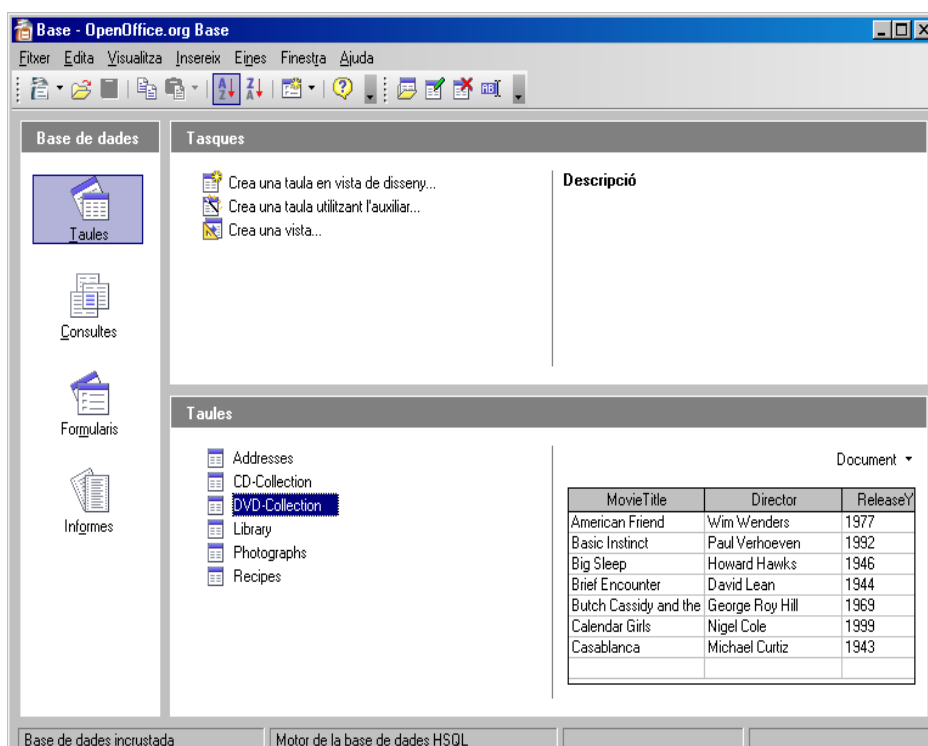 Base - OpenOffice.org Base
Fitxer Edita Visualitza Insereix Eines Finestra Ajuda
Base de dades
Tasques
Taules
Consultes
Formularis
Informes
Crea una taula en vista de disseny...
Crea una taula utilitzant l'auxiliar...
Crea una vista...
Descripció
Taules
Addresses
CD-Collection
DVD-Collection
Library
Photographs
Recipes
Document
MovieTitle Director ReleaseY
American Friend Wim Wenders 1977
Basic Instinct Paul Verhoeven 1992
Big Sleep Howard Hawks 1946
Brief Encounter David Lean 1944
Butch Cassidy and the George Roy Hill 1969
Calendar Girls Nigel Cole 1999
Casablanca Michael Curtiz 1943
Base de dades incrustada Motor de la base de dades HSQL